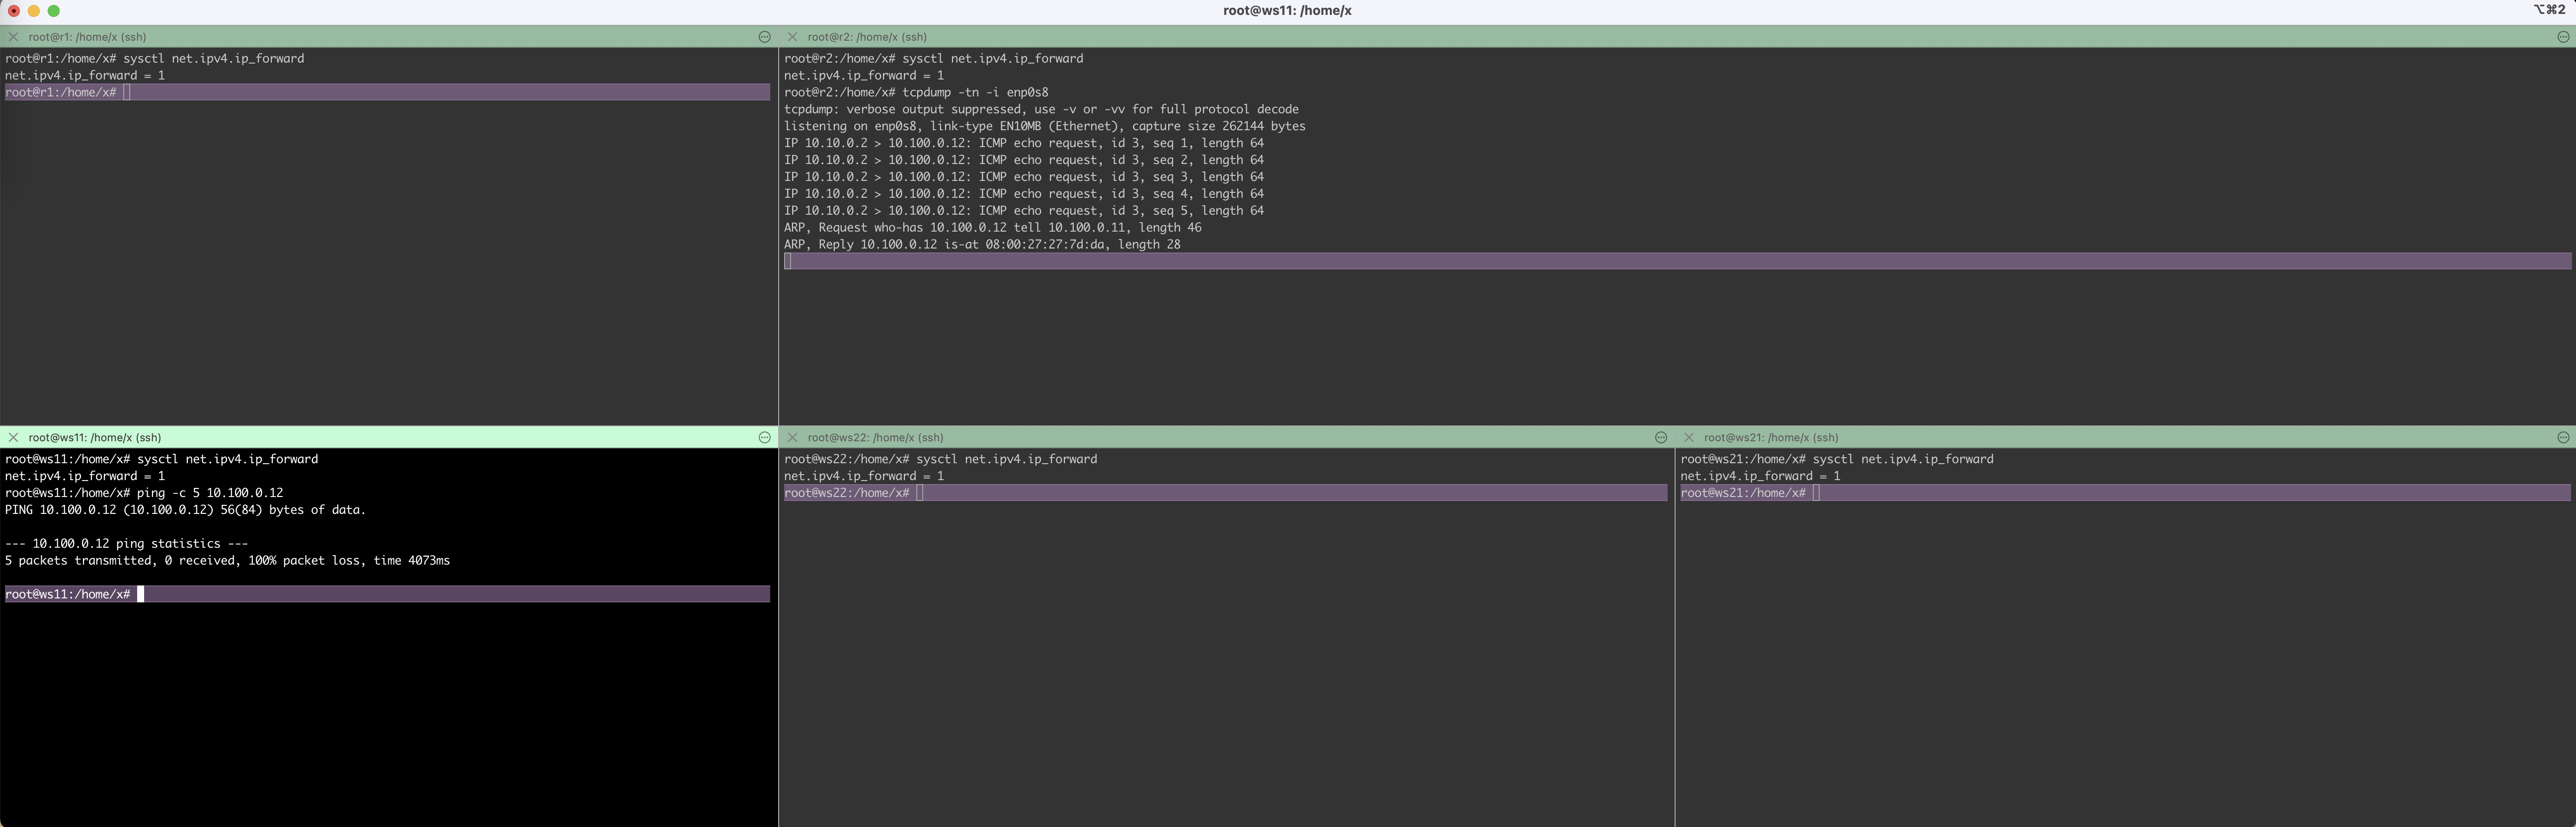 root@ws11: /home/x
⌥⌘2
root@r1: /home/x (ssh)
root@r1:/home/x# sysctl net.ipv4.ip_forward
net.ipv4.ip_forward = 1
root@r1:/home/x#
root@r2: /home/x (ssh)
root@r2:/home/x# sysctl net.ipv4.ip_forward
net.ipv4.ip_forward = 1
root@r2:/home/x# tcpdump -tn -i enp0s8
tcpdump: verbose output suppressed, use -v or -vv for full protocol decode
listening on enp0s8, link-type EN10MB (Ethernet), capture size 262144 bytes
IP 10.10.0.2 > 10.100.0.12: ICMP echo request, id 3, seq 1, length 64
IP 10.10.0.2 > 10.100.0.12: ICMP echo request, id 3, seq 2, length 64
IP 10.10.0.2 > 10.100.0.12: ICMP echo request, id 3, seq 3, length 64
IP 10.10.0.2 > 10.100.0.12: ICMP echo request, id 3, seq 4, length 64
IP 10.10.0.2 > 10.100.0.12: ICMP echo request, id 3, seq 5, length 64
ARP, Request who-has 10.100.0.12 tell 10.100.0.11, length 46
ARP, Reply 10.100.0.12 is-at 08:00:27:27:7d:da, length 28
root@ws11: /home/x (ssh)
root@ws11:/home/x# sysctl net.ipv4.ip_forward
net.ipv4.ip_forward = 1
root@ws11:/home/x# ping -c 5 10.100.0.12
PING 10.100.0.12 (10.100.0.12) 56(84) bytes of data.
--- 10.100.0.12 ping statistics ---
5 packets transmitted, 0 received, 100% packet loss, time 4073ms
root@ws11:/home/x#
root@ws22: /home/x (ssh)
root@ws22:/home/x# sysctl net.ipv4.ip_forward
net.ipv4.ip_forward = 1
root@ws22:/home/x#
root@ws21: /home/x (ssh)
root@ws21:/home/x# sysctl net.ipv4.ip_forward
net.ipv4.ip_forward = 1
root@ws21:/home/x#